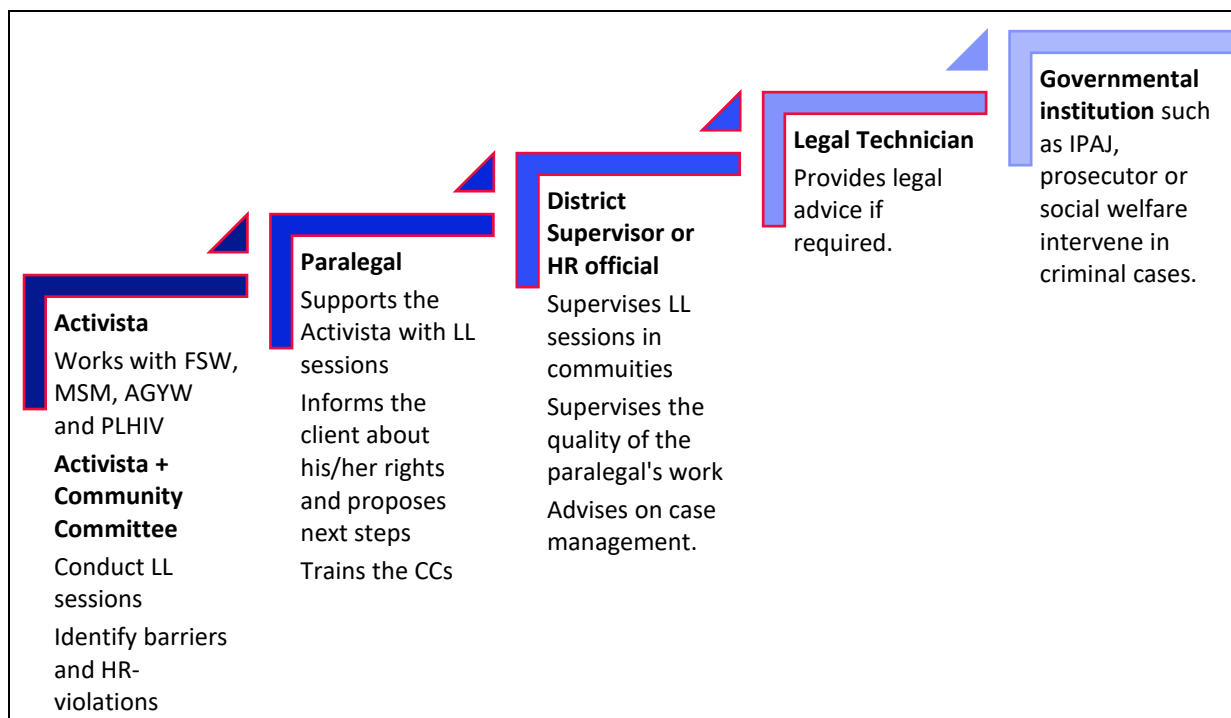 Activista
Works with FSW,
MSM, AGYW
and PLHIV
Activista +
Community
Committee
Conduct LL
sessions
Identify barriers
and HR-
violations
Paralegal
Supports the
Activista with LL
sessions
Informs the
client about
his/her rights
and proposes
next steps
Trains the CCs
District
Supervisor or
HR official
Supervises LL
sessions in
commuities
Supervises the
quality of the
paralegal's work
Advises on case
management.
Legal Technician
Provides legal
advice if
required.
Governmental
institution such
as IPAJ,
prosecutor or
social welfare
intervene in
criminal cases.